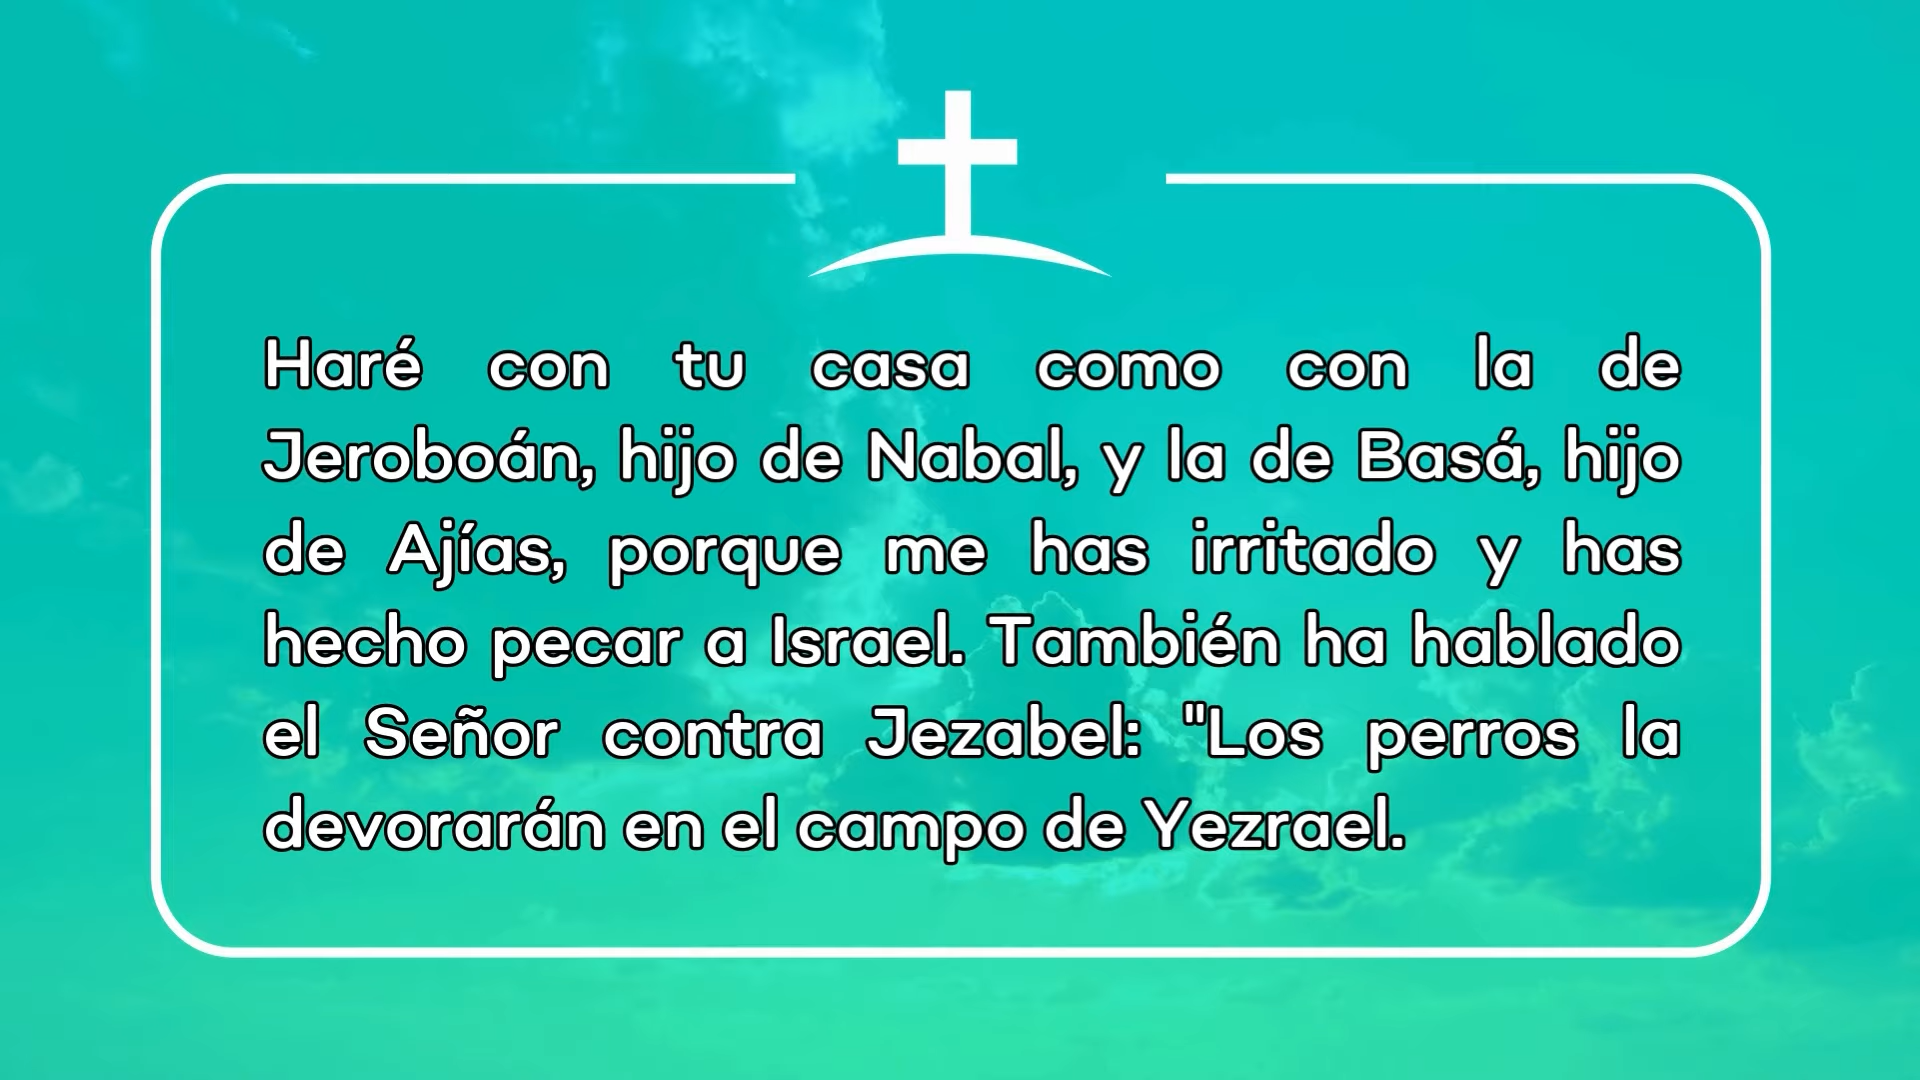 Haré con tu casa como con la de
Jeroboán, hijo de Nabal, y la de Basá, hijo
de Ajías, porque me has irritado y has
hecho pecar a Israel. También ha hablado
el Señor contra Jezabel: "Los perros la
devorarán en el campo de Yezrael.